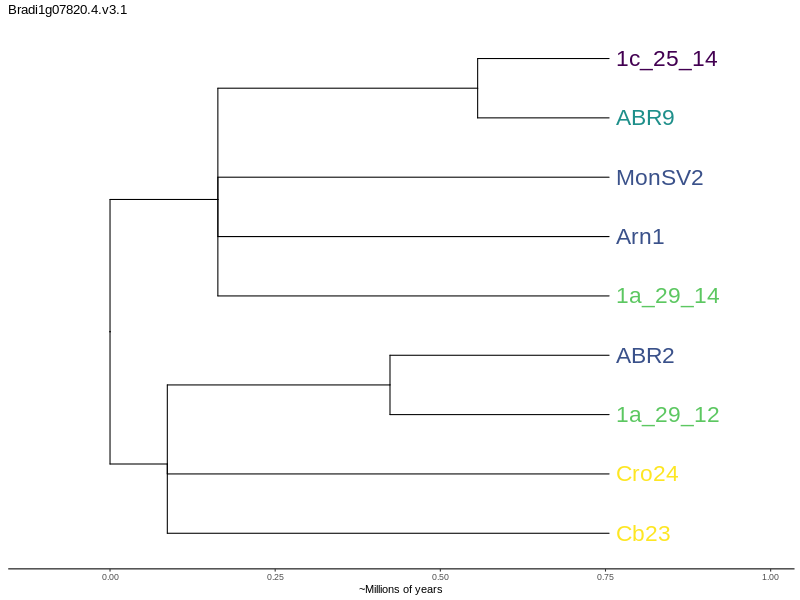 Bradi1g07820.4.v3.1
1c_25_14
ABR9
MonSV2
Arn1
1a_29_14
ABR2
1a_29_12
Cro24
Cb23
0.00 0.25 0.50 0.75 1.00
~Millions of years